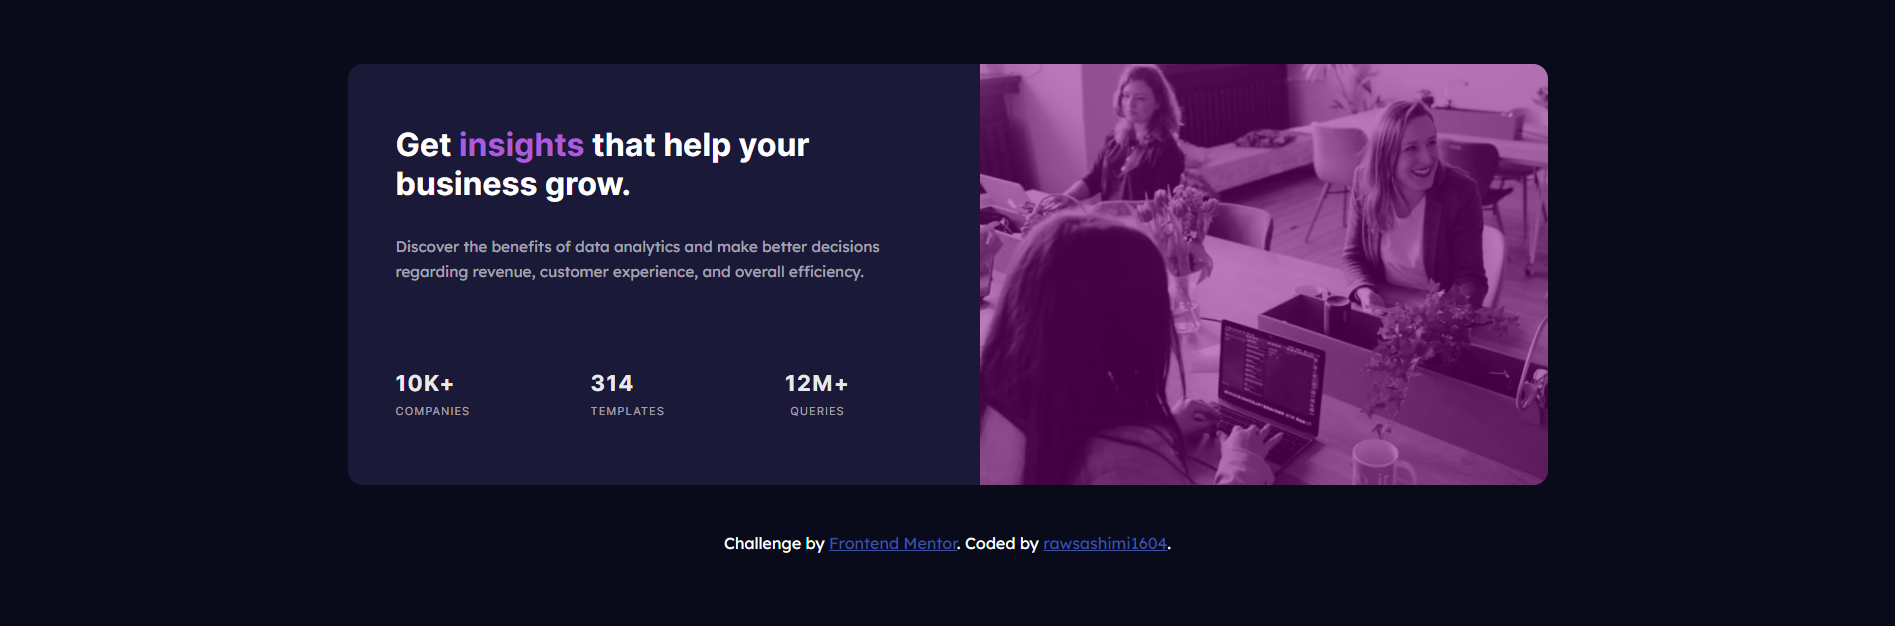 Get insights that help your
business grow.
Discover the benefits of data analytics and make better decisions
regarding revenue, customer experience, and overall efficiency.
10K+ 314 12M+
COMPANIES TEMPLATES QUERIES
Challenge by Frontend Mentor. Coded by rawsashimi1604.